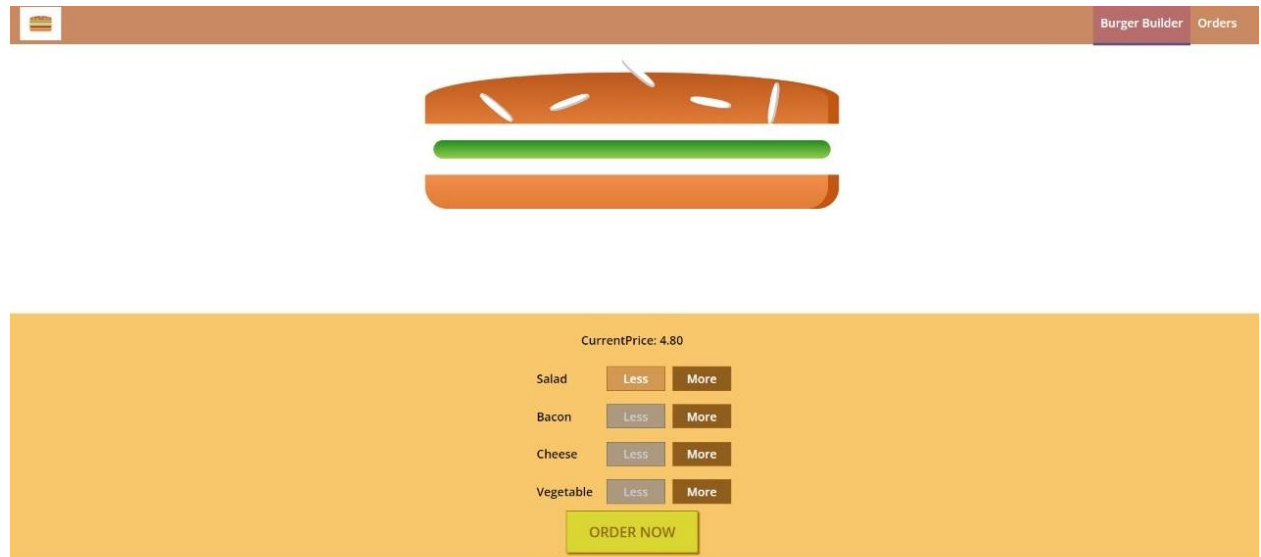 Burger Builder Orders
CurrentPrice: 4.80
Salad Less More
Bacon Less More
Cheese Less More
Vegetable Less More
ORDER NOW